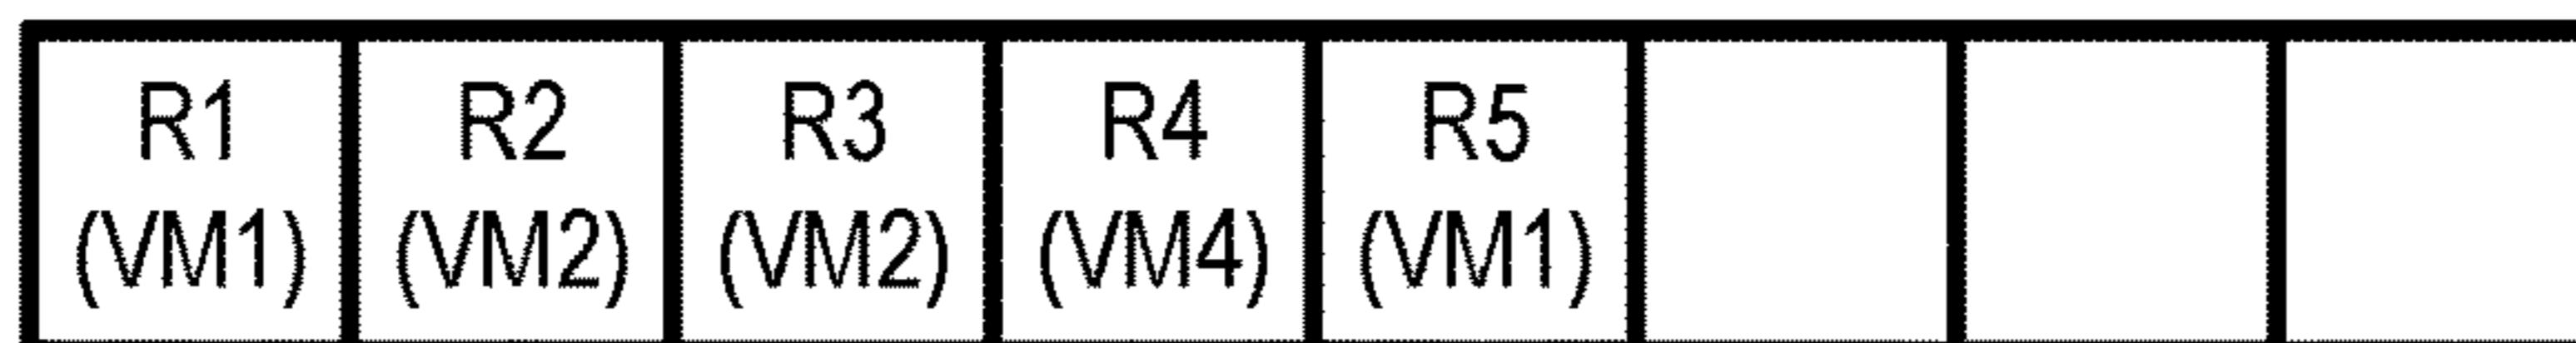 R1 R2 R3 R4 R5
(VM1) (VM2) (VM2) (VM4) (VM1)